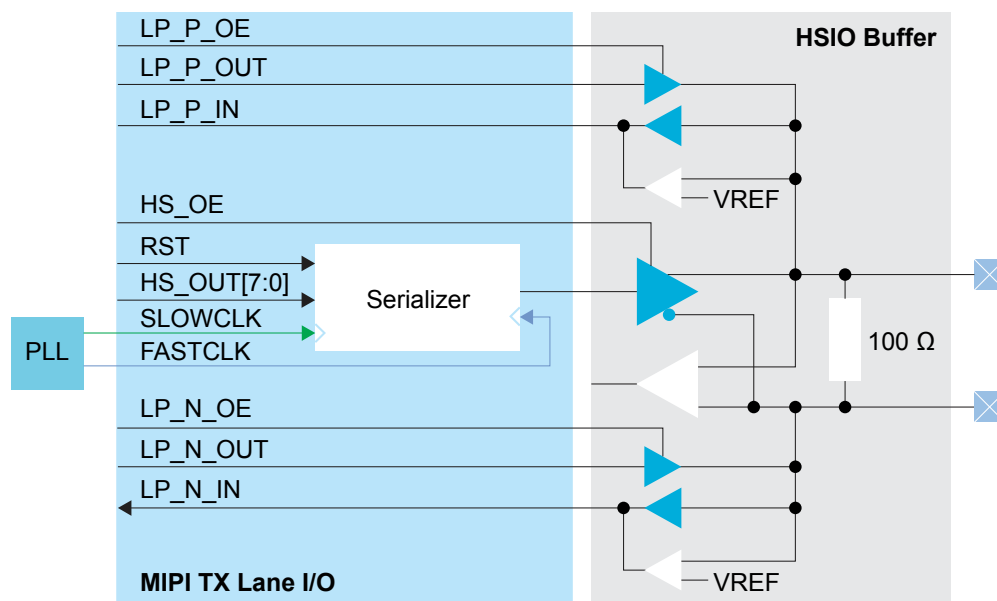 LP_P_OE
HSIO Buffer
LP_P_OUT
LP_P_IN
VREF
HS_OE
RST
HS_OUT[7:0]
Serializer
SLOWCLK
PLL
FASTCLK
100 Ω
LP_N_OE
LP_N_OUT
LP_N_IN
MIPI TX Lane I/O
VREF